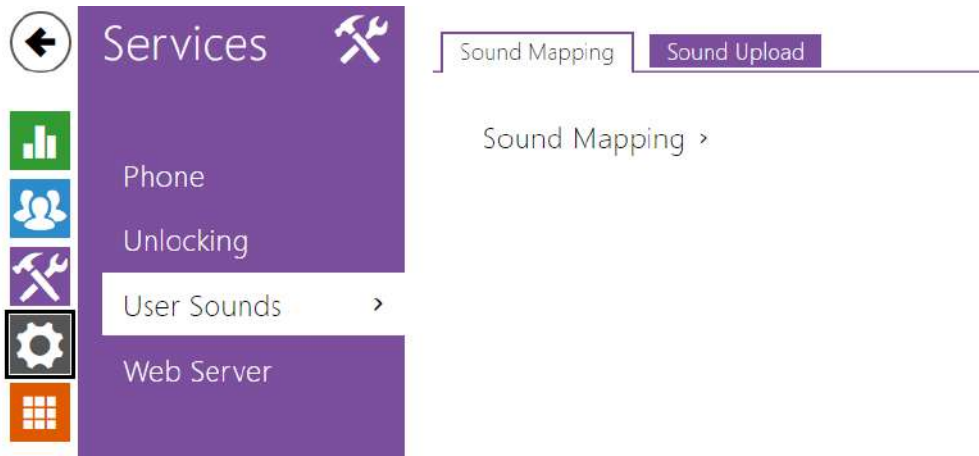 Services
Sound Mapping
Sound Upload
Sound Mapping ›
Phone
Unlocking
User Sounds ›
Web Server